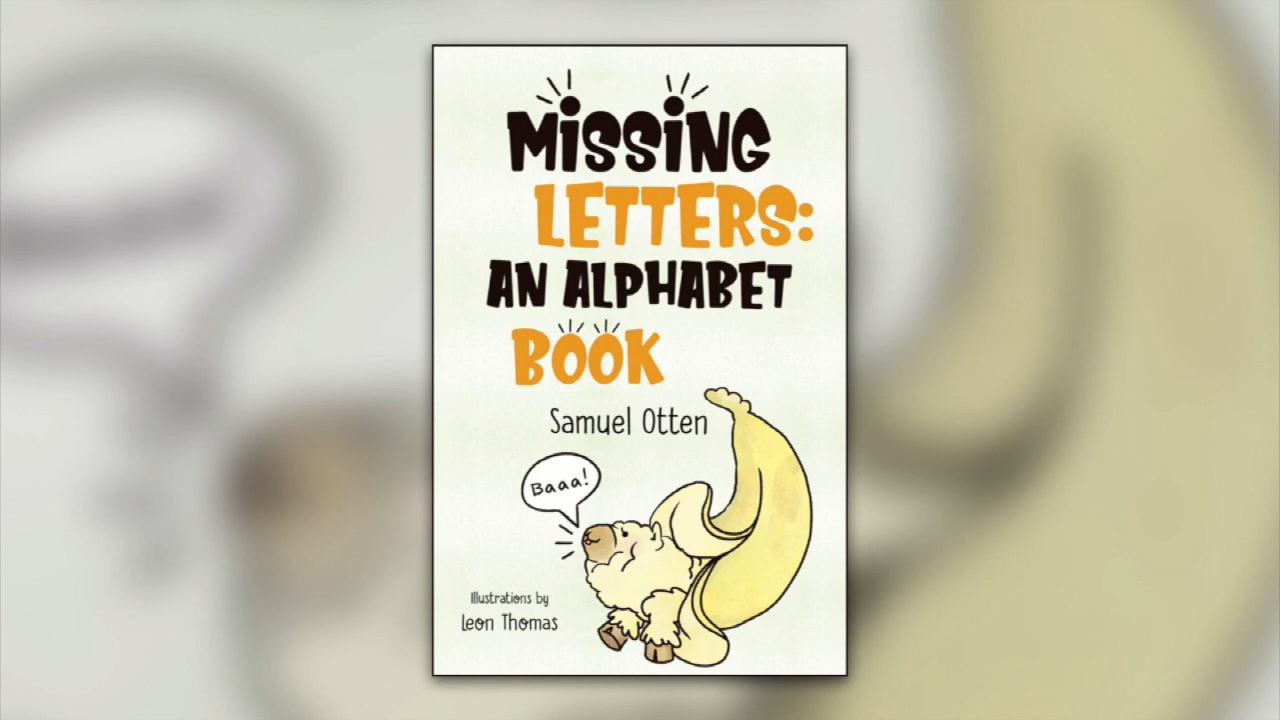 MiSSiNG
LETTERS:
AN ALPHABET
BOOK
Samuel Otten
Baaa!
Illustrations by
Leon Thomas